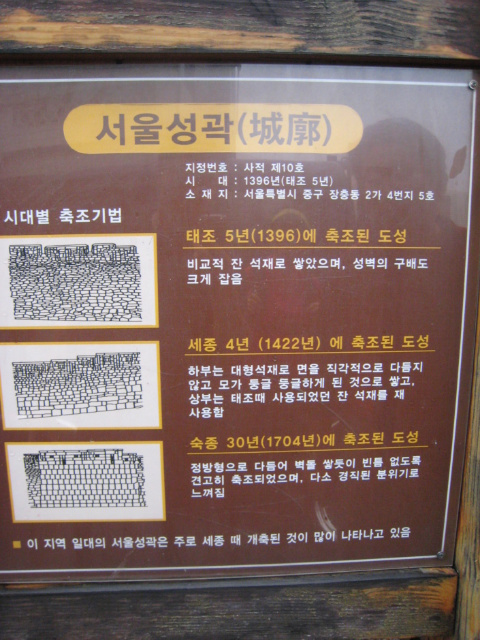 서울성곽(城廓)
지정번호 : 사적 제10호
시 대 : 1396년(태조 5년)
소 재 지 : 서울특별시 중구 장충동 2가 4번지 5호
시대별 축조기법
태조 5년(1396)에 축조된 도성
비교적 잔 석재로 쌓았으며, 성벽의 구배도
크게 잡음
세종 4년 (1422년) 에 축조된 도성
하부는 대형석재로 면을 직각적으로 다듬지
않고 모가 둥글 둥글하게 된 것으로 쌓고,
상부는 태조때 사용되었던 잔 석재를 재
사용함
숙종 30년(1704년)에 축조된 도성
정방형으로 다듬어 벽돌 쌓듯이 빈틈 없도록
견고히 축조되었으며, 다소 경직된 분위기로
느껴짐
■ 이 지역 일대의 서울성곽은 주로 세종 때 개축된 것이 많이 나타나고 있음